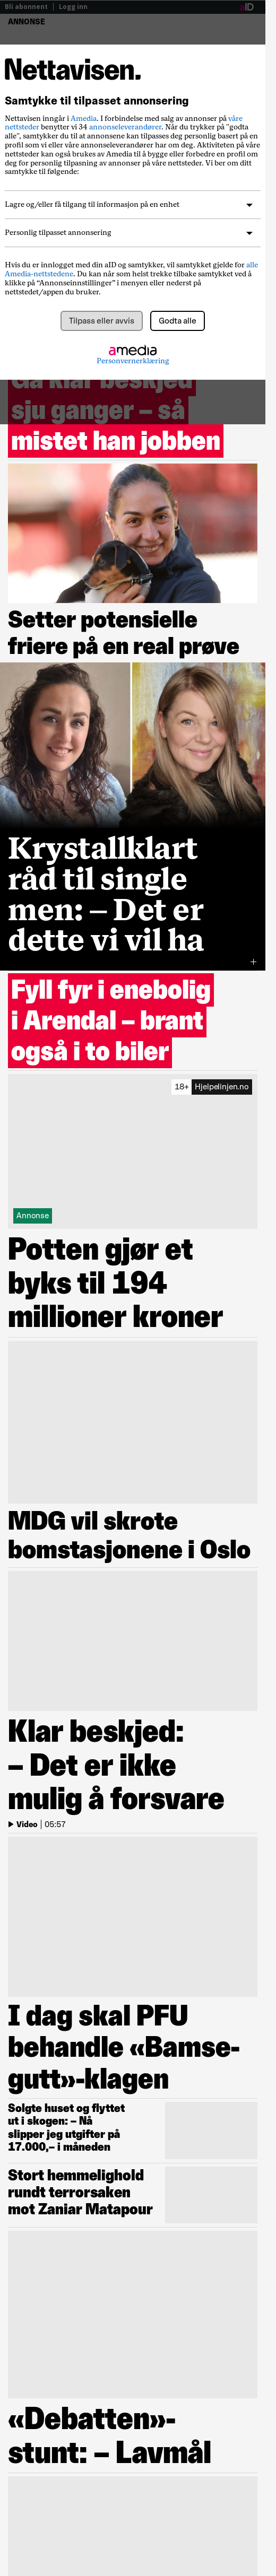 Bli abonnent | Logg inn
aID
ANNONSE
Nettavisen.
Samtykke til tilpasset annonsering
Nettavisen inngår i Amedia. I forbindelse med salg av annonser på våre
nettsteder benytter vi 34 annonseleverandører. Når du trykker på "godta
alle", samtykker du til at annonsene kan tilpasses deg personlig basert på en
profil som vi eller våre annonseleverandører har om deg. Aktiviteten på våre
nettsteder kan også brukes av Amedia til å bygge eller forbedre en profil om
deg for personlig tilpasning av annonser på våre nettsteder. Vi ber om ditt
samtykke til følgende:
Lagre og/eller få tilgang til informasjon på en enhet
Personlig tilpasset annonsering
Hvis du er innlogget med din aID og samtykker, vil samtykket gjelde for alle
Amedia-nettstedene. Du kan når som helst trekke tilbake samtykket ved å
klikke på “Annonseinnstillinger” i menyen eller nederst på
nettstedet/appen du bruker.
Tilpass eller avvis
Godta alle
amedia
Personvernerklæring
Ga klar beskjed
sju ganger – så
mistet han jobben
Setter potensielle
friere på en real prøve
Krystallklart
råd til single
men: – Det er
dette vi vil ha
+
Fyll fyr i enebolig
i Arendal – brant
også i to biler
18+ Hjelpelinjen.no
Annonse
Potten gjør et
byks til 194
millioner kroner
MDG vil skrote
bomstasjonene i Oslo
Klar beskjed:
– Det er ikke
mulig å forsvare
Video | 05:57
I dag skal PFU
behandle «Bamse-
gutt»-klagen
Solgte huset og flyttet
ut i skogen: – Nå
slipper jeg utgifter på
17.000,– i måneden
Stort hemmelighold
rundt terrorsaken
mot Zaniar Matapour
«Debatten»-
stunt: – Lavmål